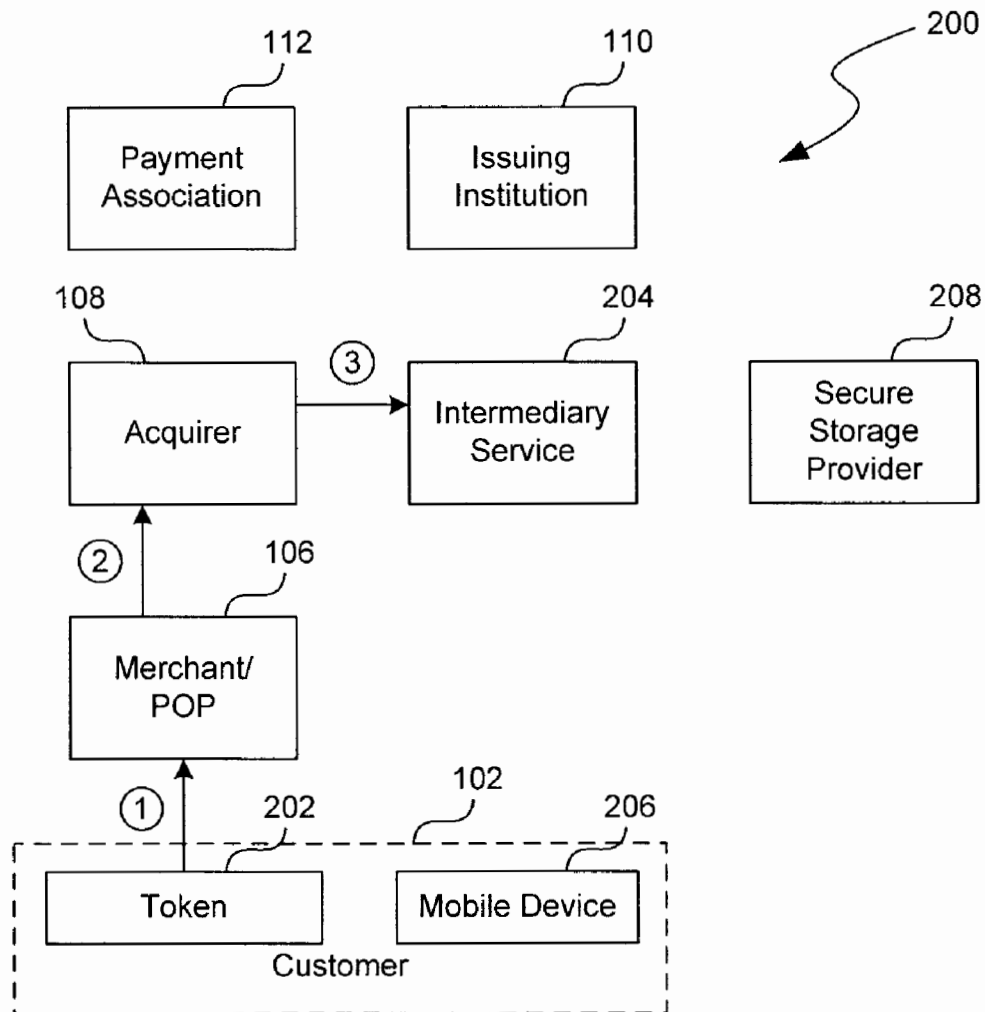 200
112
110
Payment
Association
Issuing
Institution
108
204
208
3
Acquirer
Intermediary
Service
Secure
Storage
Provider
2
106
Merchant/
POP
1
202
102
206
Token
Mobile Device
Customer